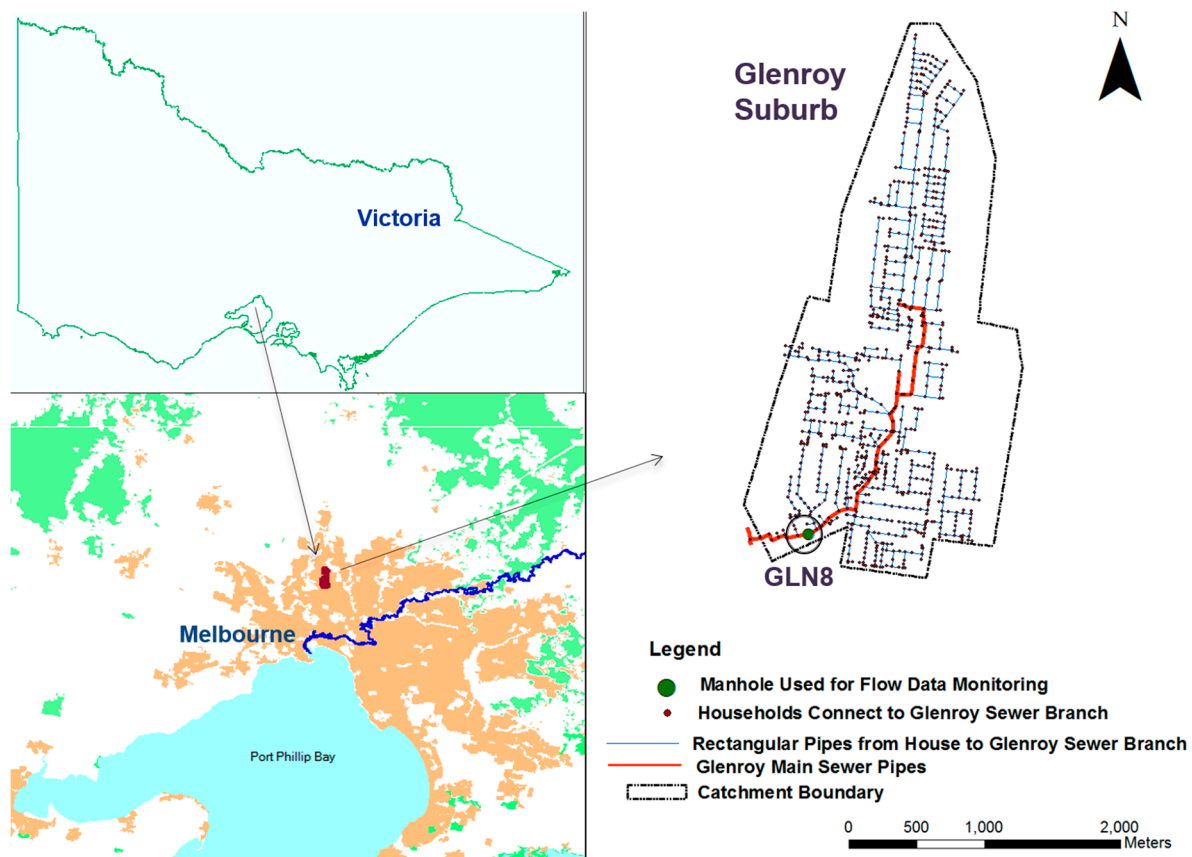 Victoria
Melbourne
Port Phillip Bay
Glenroy
Suburb
N
GLN8
Legend
Manhole Used for Flow Data Monitoring
Households Connect to Glenroy Sewer Branch
Rectangular Pipes from House to Glenroy Sewer Branch
Glenroy Main Sewer Pipes
Catchment Boundary
0 500 1,000 2,000
Meters